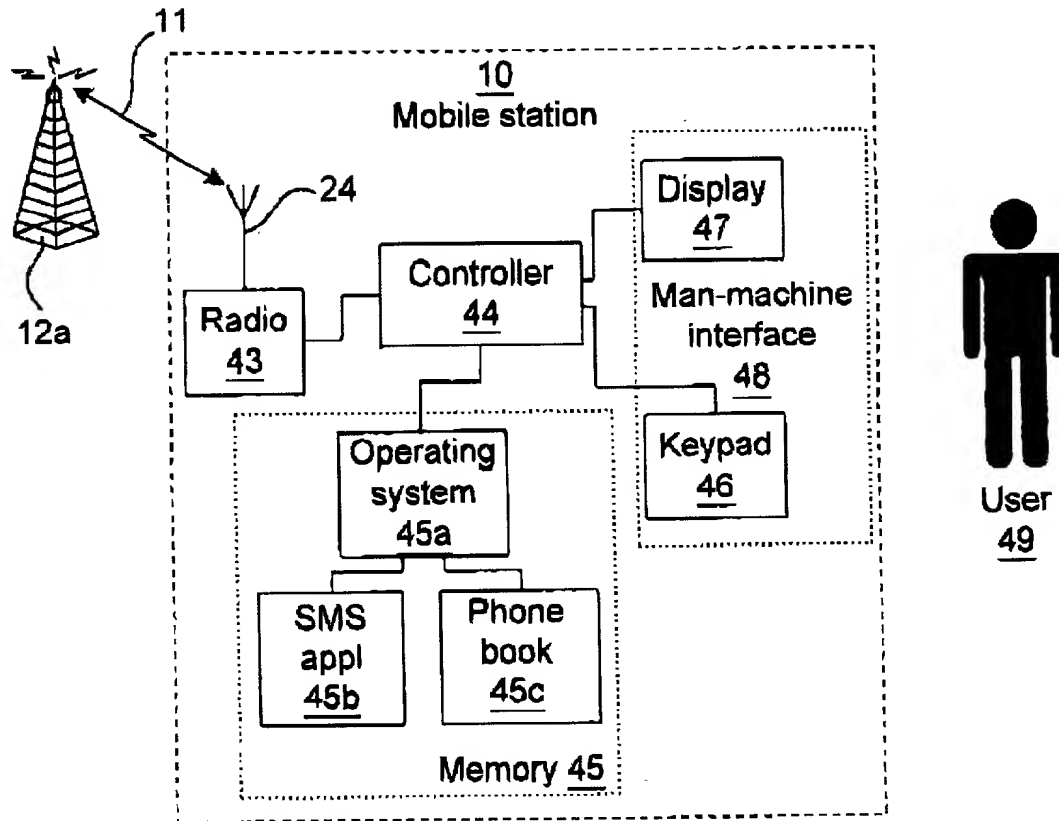 11
10
Mobile station
24
12a
Radio
43
Controller
44
Display
47
Man-machine
interface
48
Keypad
46
User
49
Operating
system
45a
SMS
appl
45b
Phone
book
45c
Memory 45